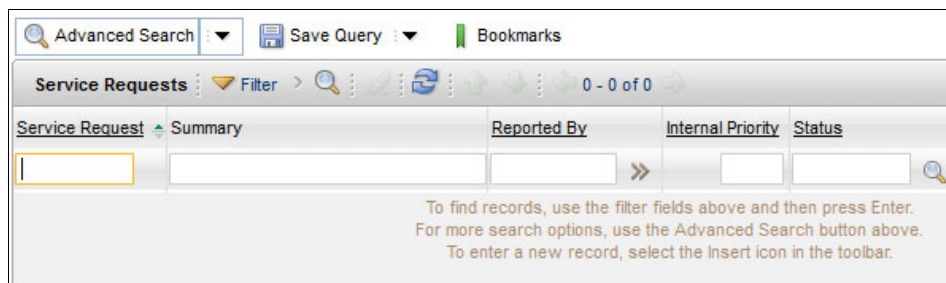 Advanced Search Save Query Bookmarks
Service Requests Filter 0 - 0 of 0
Service Request Summary Reported By Internal Priority Status
To find records, use the filter fields above and then press Enter.
For more search options, use the Advanced Search button above.
To enter a new record, select the Insert icon in the toolbar.